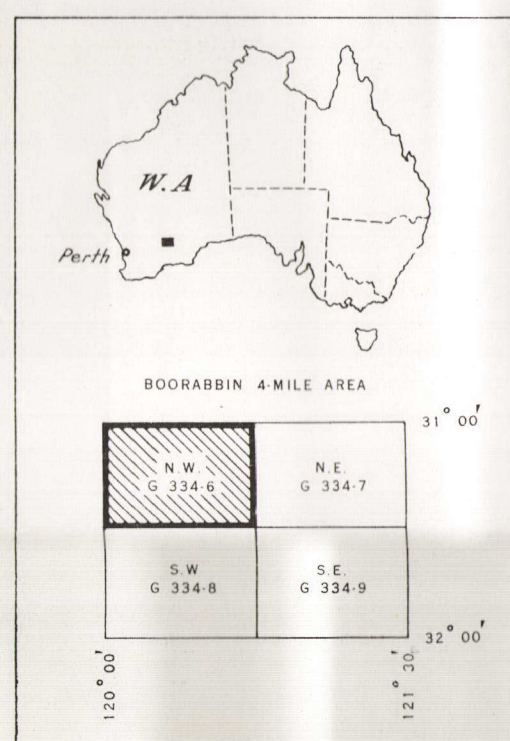 W.A
Perth
BOORABBIN 4-MILE AREA
31° 00'
N.W. N.E.
G 334·6 G 334·7
S.W S.E.
G 334·8 G 334·9
32° 00'
120° 00' 121° 30'